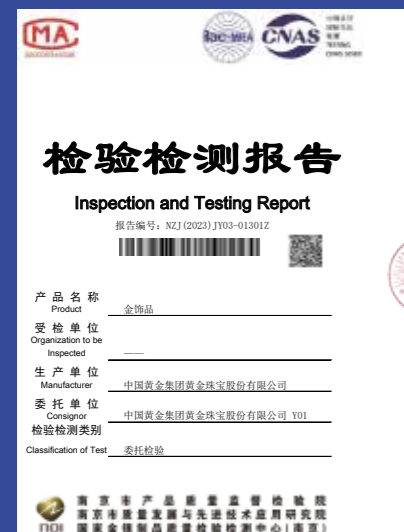 MA
ilac-MRA
CNAS
检验检测报告
Inspection and Testing Report
报告编号：NZJ(2023)JY03-01301Z
产品名称
Product
金饰品
受检单位
Organization to be
Inspected
——
生产单位
Manufacturer
中国黄金集团黄金珠宝股份有限公司
委托单位
Consignor
中国黄金集团黄金珠宝股份有限公司 Y01
检验检测类别
Classification of Test
委托检验
南京市产品质量监督检验院
南京市质量发展与先进技术应用研究院
国家金银制品质量检验检测中心(南京)